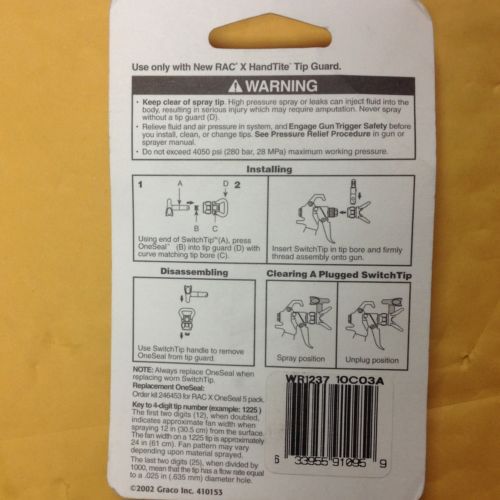 Use only with New RAC® X HandTite™ Tip Guard.
⚠ WARNING
• Keep clear of spray tip. High pressure spray or leaks can inject fluid into the
body, resulting in serious injury which may require amputation. Never spray
without a tip guard (D).
• Relieve fluid and air pressure in system, and Engage Gun Trigger Safety before
you install, clean, or change tips. See Pressure Relief Procedure in gun or
sprayer manual.
• Do not exceed 4050 psi (280 bar, 28 MPa) maximum working pressure.
Installing
1
A
D
2
B
C
Using end of SwitchTip™(A), press
OneSeal™ (B) into tip guard (D) with
curve matching tip bore (C).
Insert SwitchTip in tip bore and firmly
thread assembly onto gun.
Disassembling
Use SwitchTip handle to remove
OneSeal from tip guard.
Clearing A Plugged SwitchTip
Spray position
Unplug position
NOTE: Always replace OneSeal when
replacing worn SwitchTip.
Replacement OneSeal:
Order kit 246453 for RAC X OneSeal 5 pack.
Key to 4-digit tip number (example: 1225)
The first two digits (12), when doubled,
indicates approximate fan width when
spraying 12 in (30.5 cm) from the surface.
The fan width on a 1225 tip is approximately
24 in (61 cm). Fan pattern may vary
depending upon material sprayed.
The last two digits (25), when divided by
1000, mean that the tip has a flow rate equal
to a .025 in (.635 mm) diameter hole.
©2002 Graco Inc. 410153
WR1237 10C03A
6 33955 91095 9